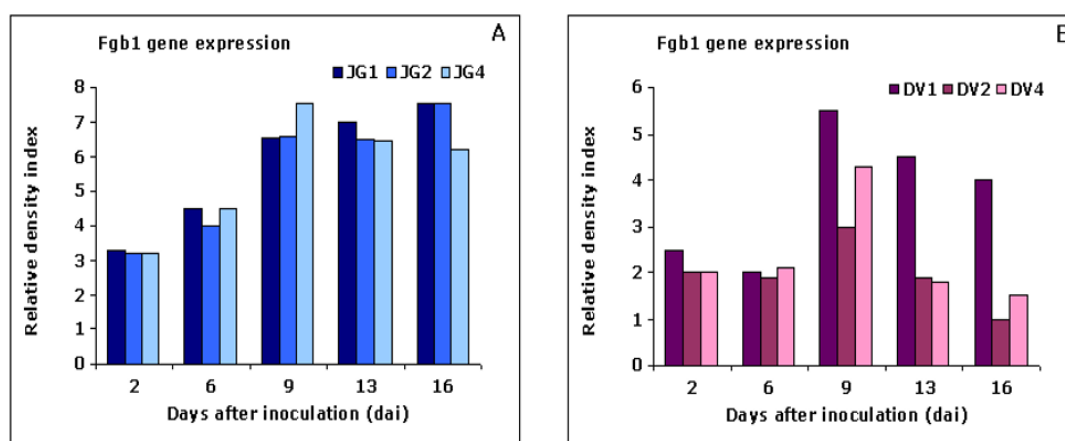 A
Fgb1 gene expression
JG1 JG2 JG4
Relative density index
8
7
6
5
4
3
2
1
0
2 6 9 13 16
Days after inoculation (dai)
Fgb1 gene expression
DV1 DV2 DV4
Relative density index
6
5
4
3
2
1
0
2 6 9 13 16
Days after inoculation (dai)